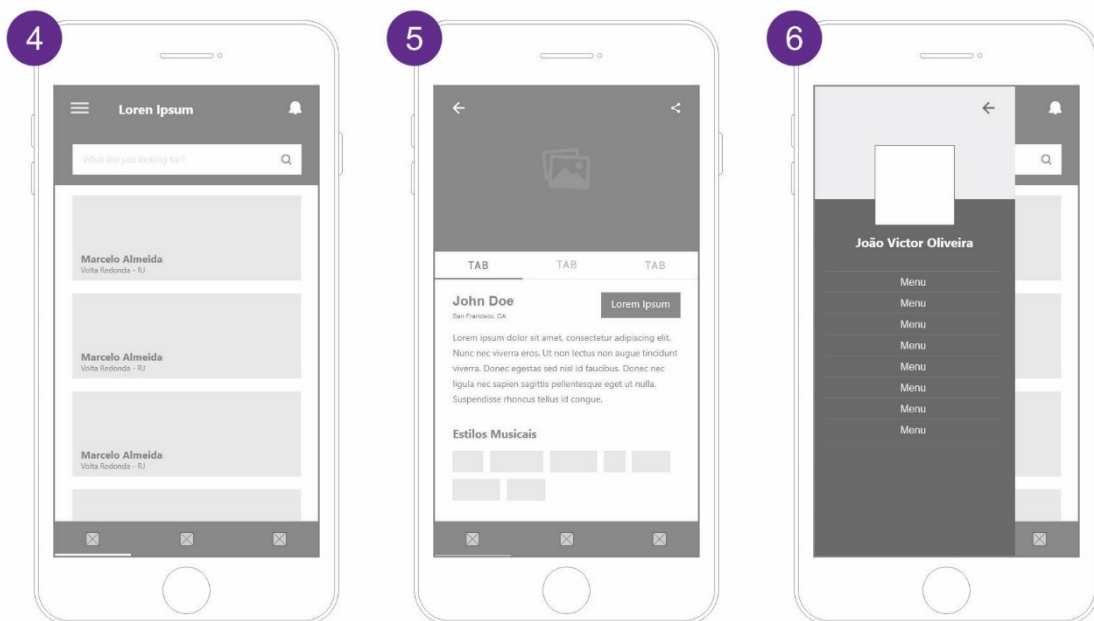 4
Loren Ipsum
What are you looking for?
Marcelo Almeida
Volta Redonda - RJ
Marcelo Almeida
Volta Redonda - RJ
Marcelo Almeida
Volta Redonda - RJ
5
TAB TAB TAB
John Doe
San Francisco, CA
Lorem Ipsum
Lorem ipsum dolor sit amet, consectetur adipiscing elit.
Nunc nec viverra eros. Ut non lectus non augue tincidunt
viverra. Donec egestas sed nisl id faucibus. Donec nec
ligula nec sapien sagittis pellentesque eget ut nulla.
Suspendisse rhoncus tellus id congue.
Estilos Musicais
6
João Victor Oliveira
Menu
Menu
Menu
Menu
Menu
Menu
Menu
Menu